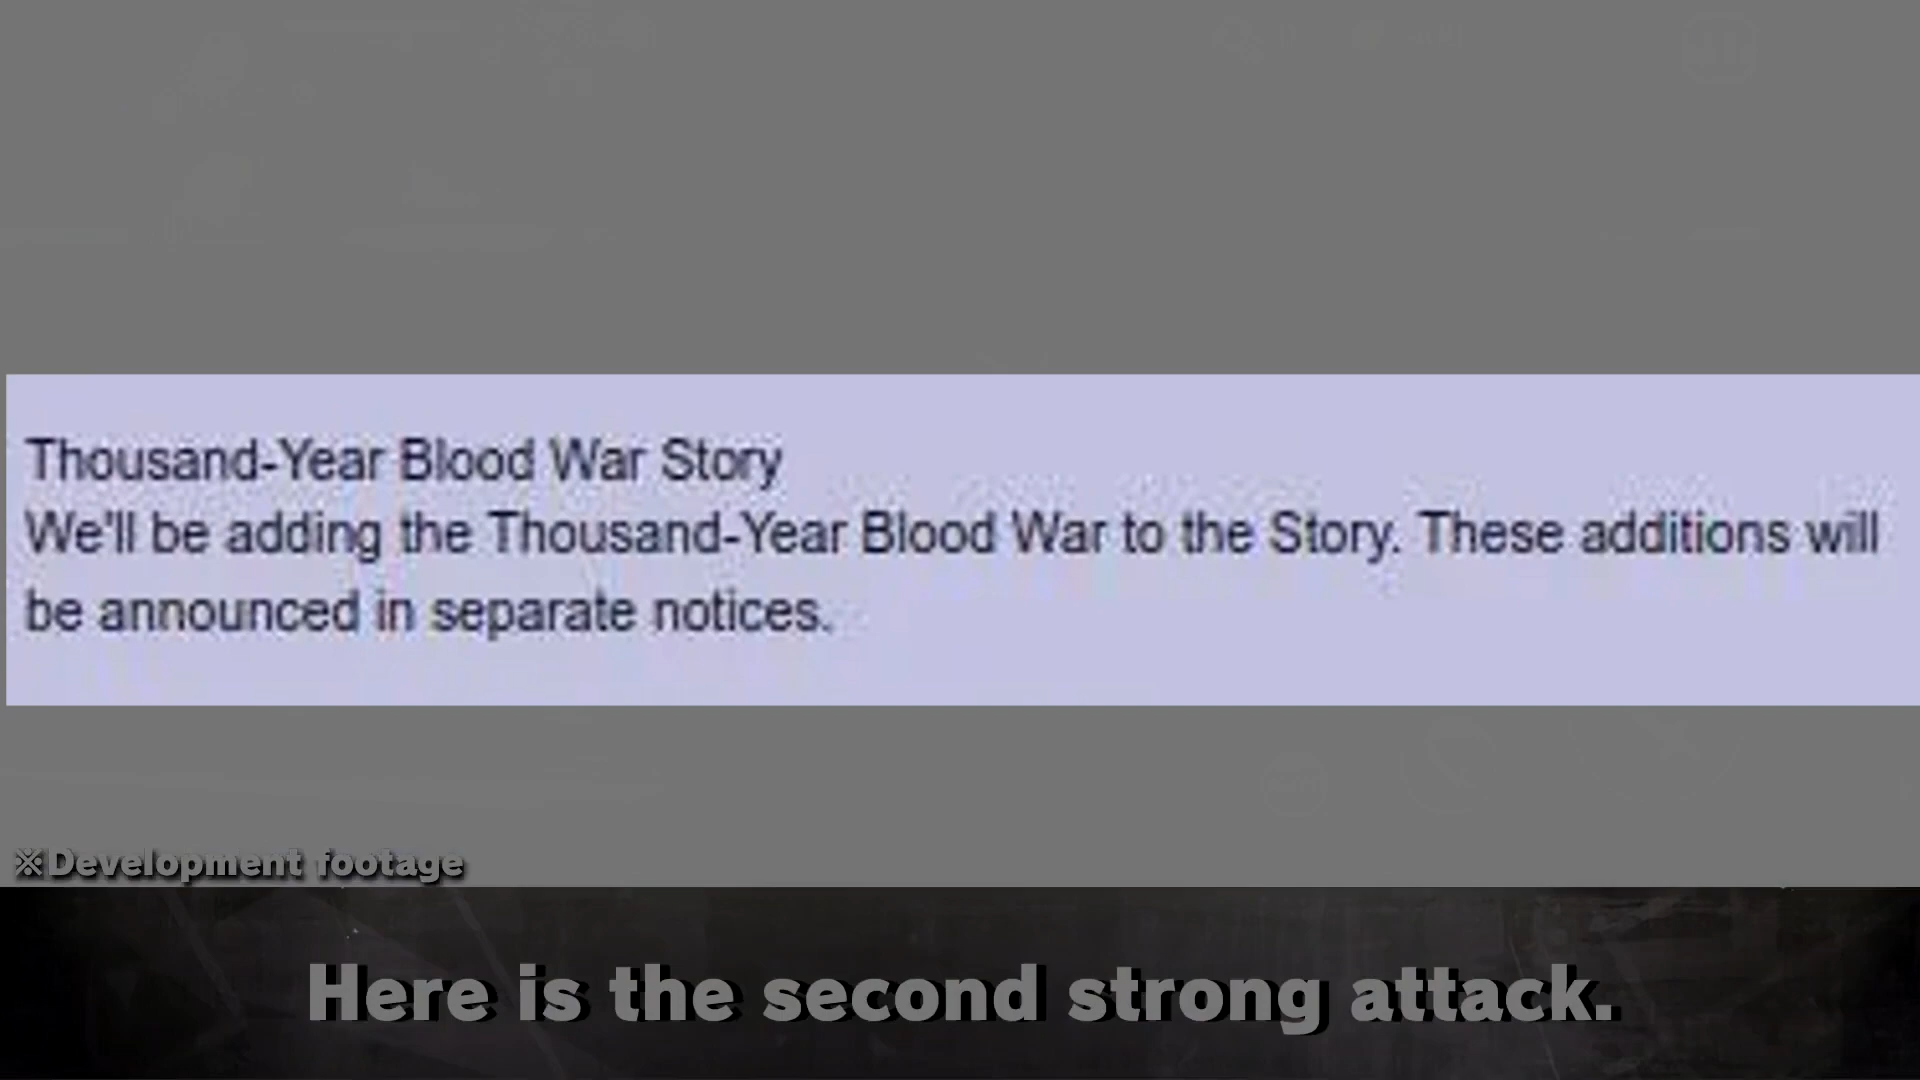 Thousand-Year Blood War Story
We'll be adding the Thousand-Year Blood War to the Story. These additions will
be announced in separate notices.
※Development footage
Here is the second strong attack.